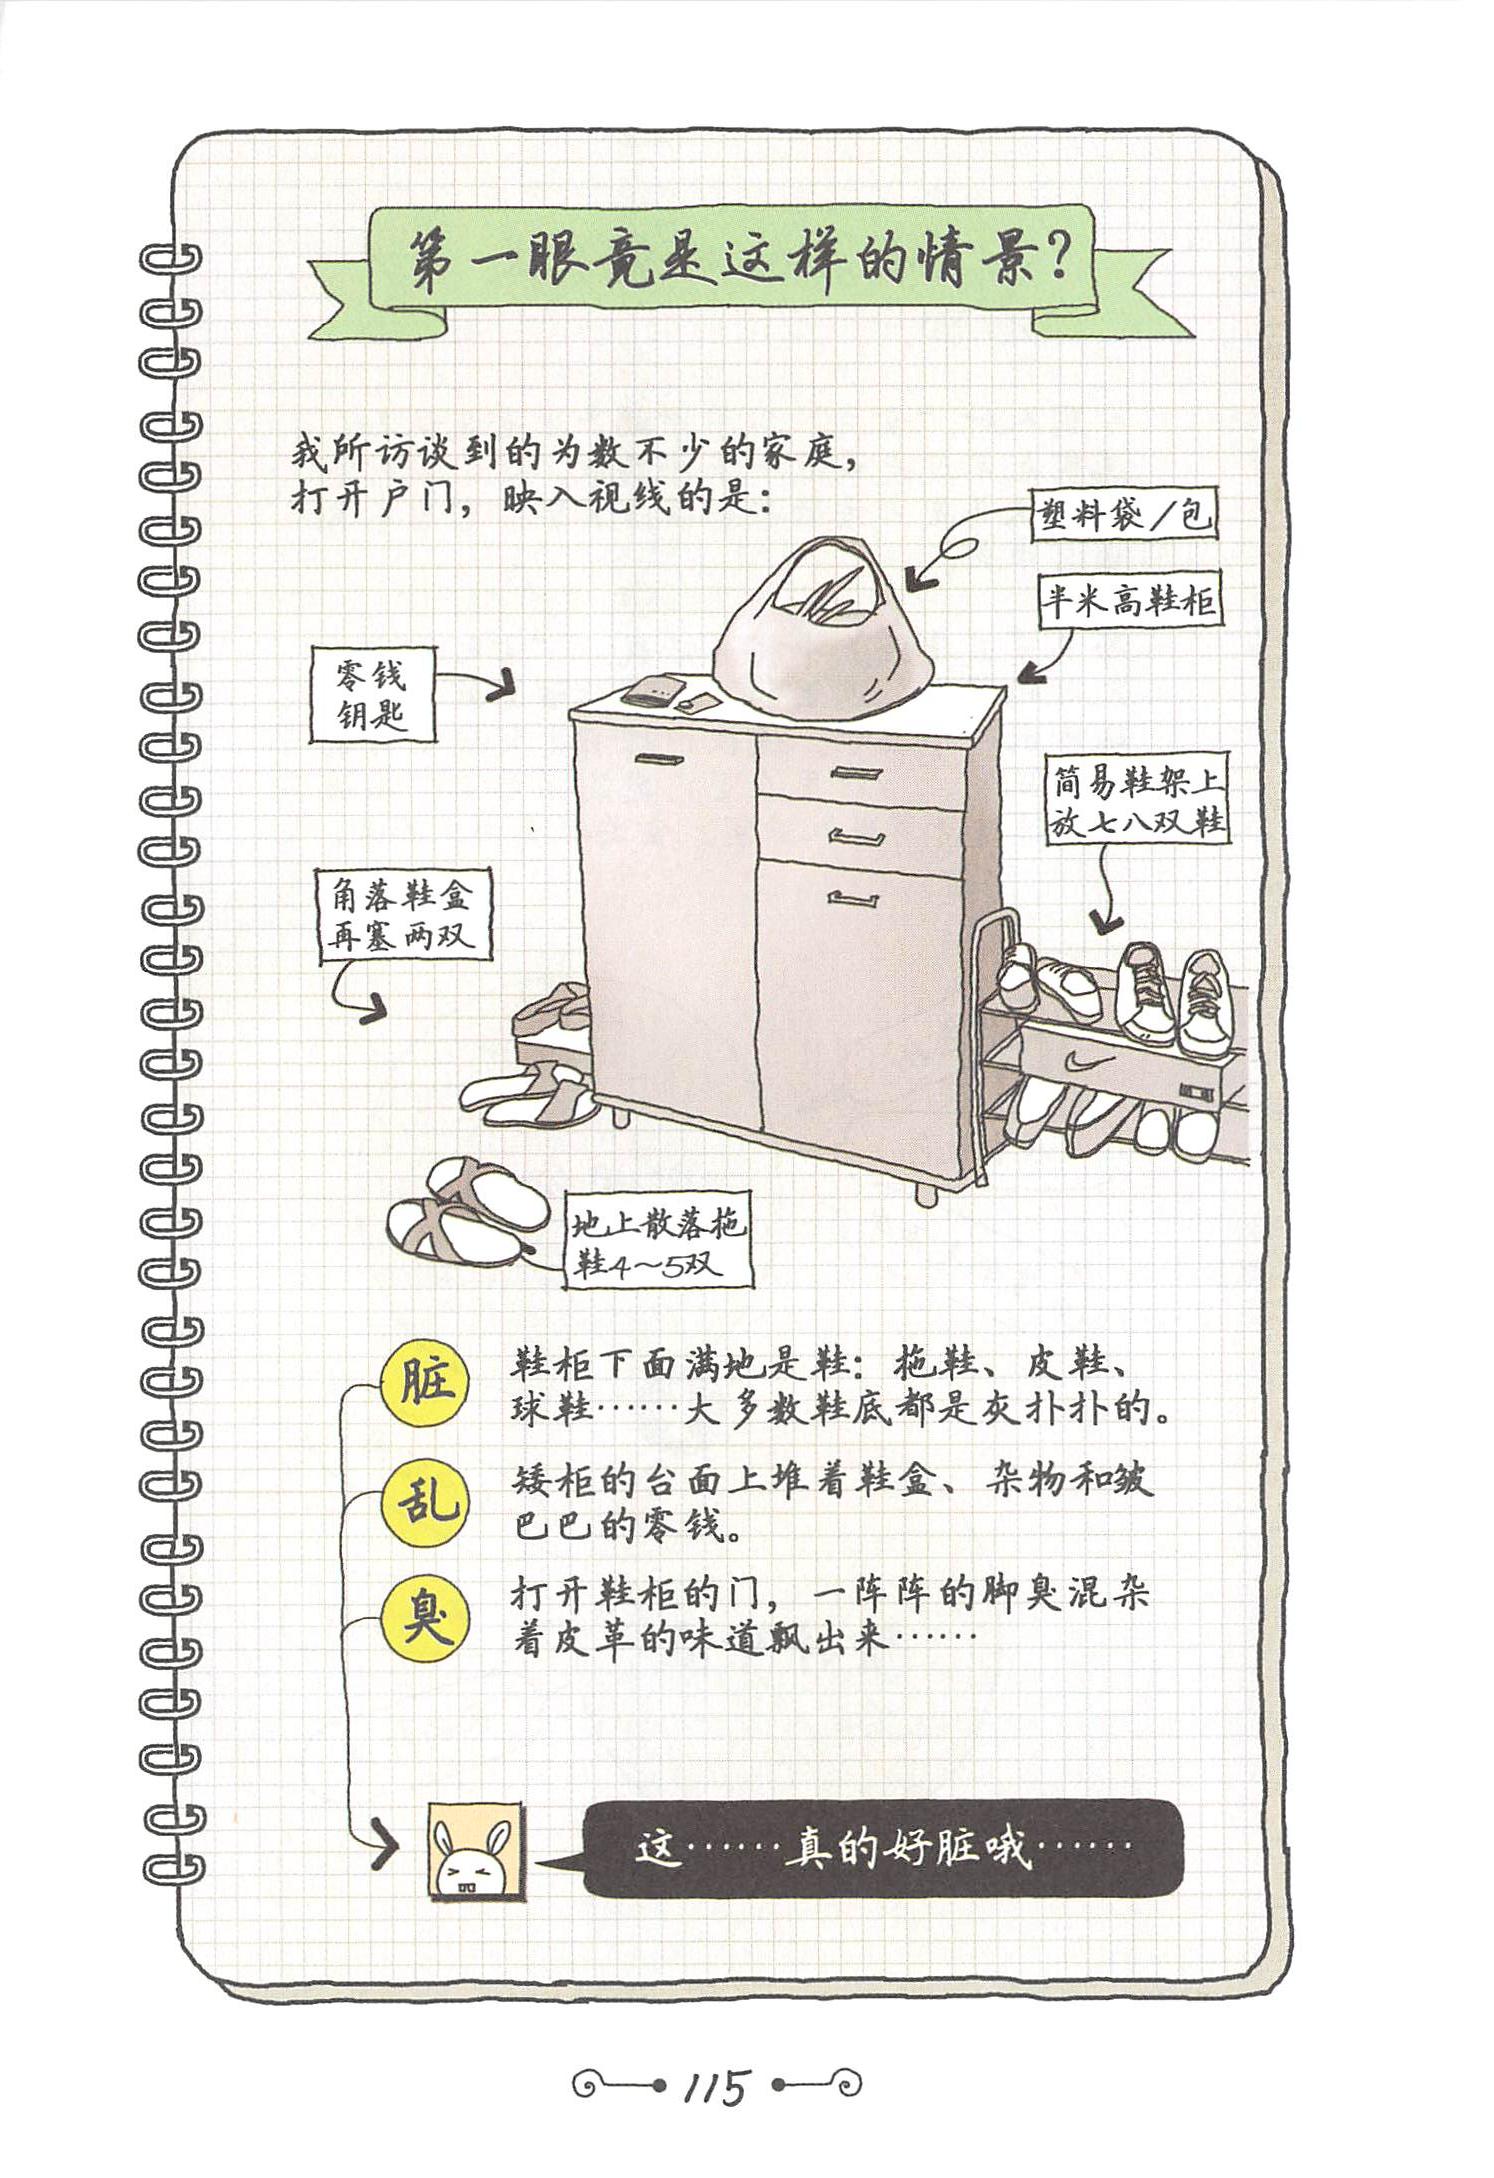 第一眼竟是这样的情景?
我所访谈到的为数不少的家庭，
打开户门，映入视线的是：
塑料袋/包
半米高鞋柜
零钱
钥匙
简易鞋架上
放七八双鞋
角落鞋盒
再塞两双
地上散落拖
鞋4～5双
脏
鞋柜下面满地是鞋：拖鞋、皮鞋、
球鞋……大多数鞋底都是灰扑扑的。
乱
矮柜的台面上堆着鞋盒、杂物和皱
巴巴的零钱。
臭
打开鞋柜的门，一阵阵的脚臭混杂
着皮革的味道飘出来……
这……真的好脏哦……
115